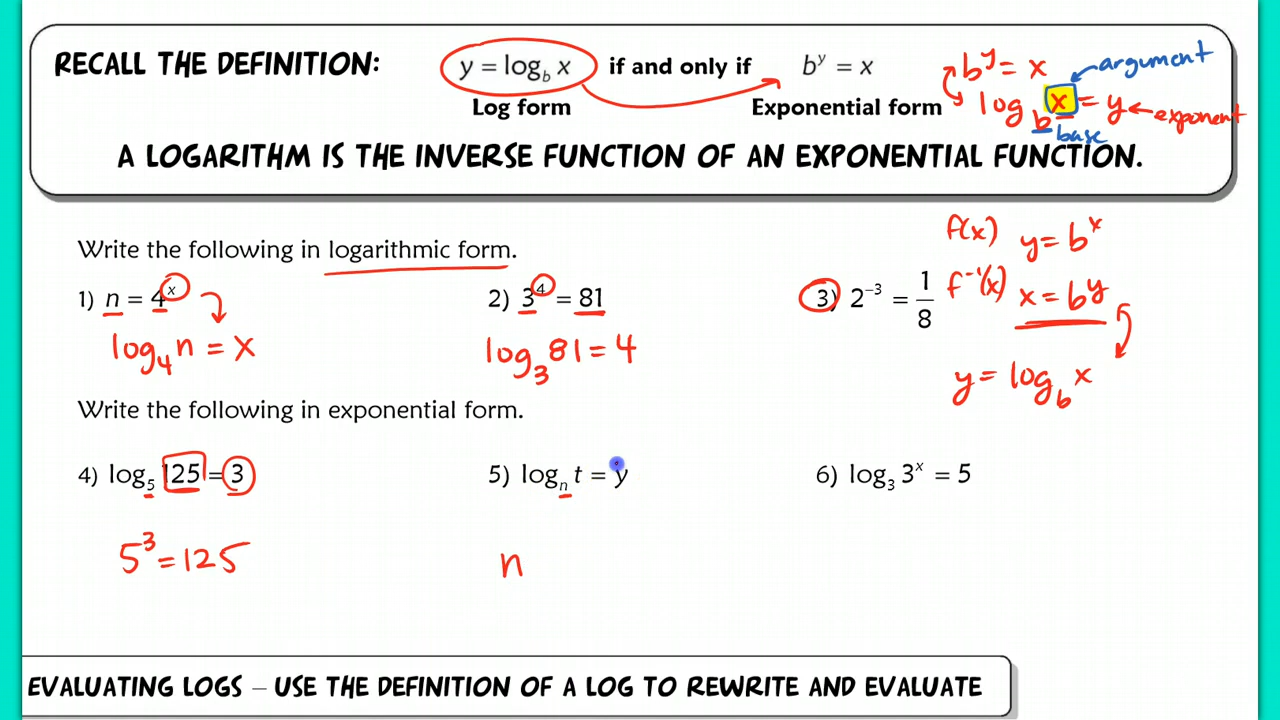 RECALL THE DEFINITION: y = log_b x if and only if b^y = x
Log form Exponential form
b^y = x
argument
log_b x = y exponent
base
A LOGARITHM IS THE INVERSE FUNCTION OF AN EXPONENTIAL FUNCTION.
f(x) y = b^x
Write the following in logarithmic form.
f^-1(x) x = b^y
1) n = 4^x 2) 3^4 = 81 3) 2^−3 = 1/8
log_4 n = x log_3 81 = 4
y = log_b x
Write the following in exponential form.
4) log_5 125 = 3 5) log_n t = y 6) log_3 3^x = 5
5^3 = 125 n
EVALUATING LOGS – USE THE DEFINITION OF A LOG TO REWRITE AND EVALUATE